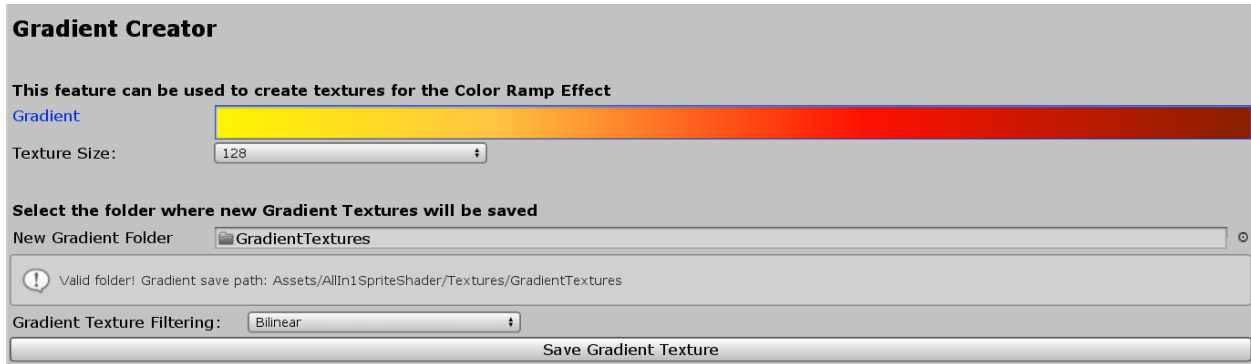 Gradient Creator
This feature can be used to create textures for the Color Ramp Effect
Gradient
Texture Size: 128
Select the folder where new Gradient Textures will be saved
New Gradient Folder GradientTextures
Valid folder! Gradient save path: Assets/AllIn1SpriteShader/Textures/GradientTextures
Gradient Texture Filtering: Bilinear
Save Gradient Texture